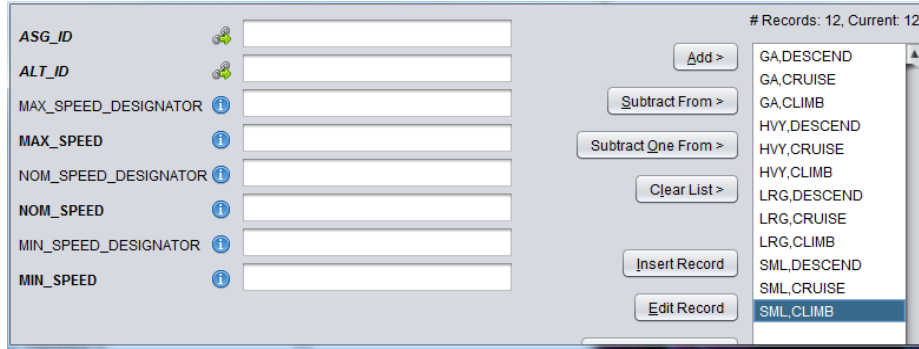 # Records: 12, Current: 12
ASG_ID
ALT_ID
MAX_SPEED_DESIGNATOR
MAX_SPEED
NOM_SPEED_DESIGNATOR
NOM_SPEED
MIN_SPEED_DESIGNATOR
MIN_SPEED
Add >
Subtract From >
Subtract One From >
Clear List >
Insert Record
Edit Record
GA,DESCEND
GA,CRUISE
GA,CLIMB
HVY,DESCEND
HVY,CRUISE
HVY,CLIMB
LRG,DESCEND
LRG,CRUISE
LRG,CLIMB
SML,DESCEND
SML,CRUISE
SML,CLIMB